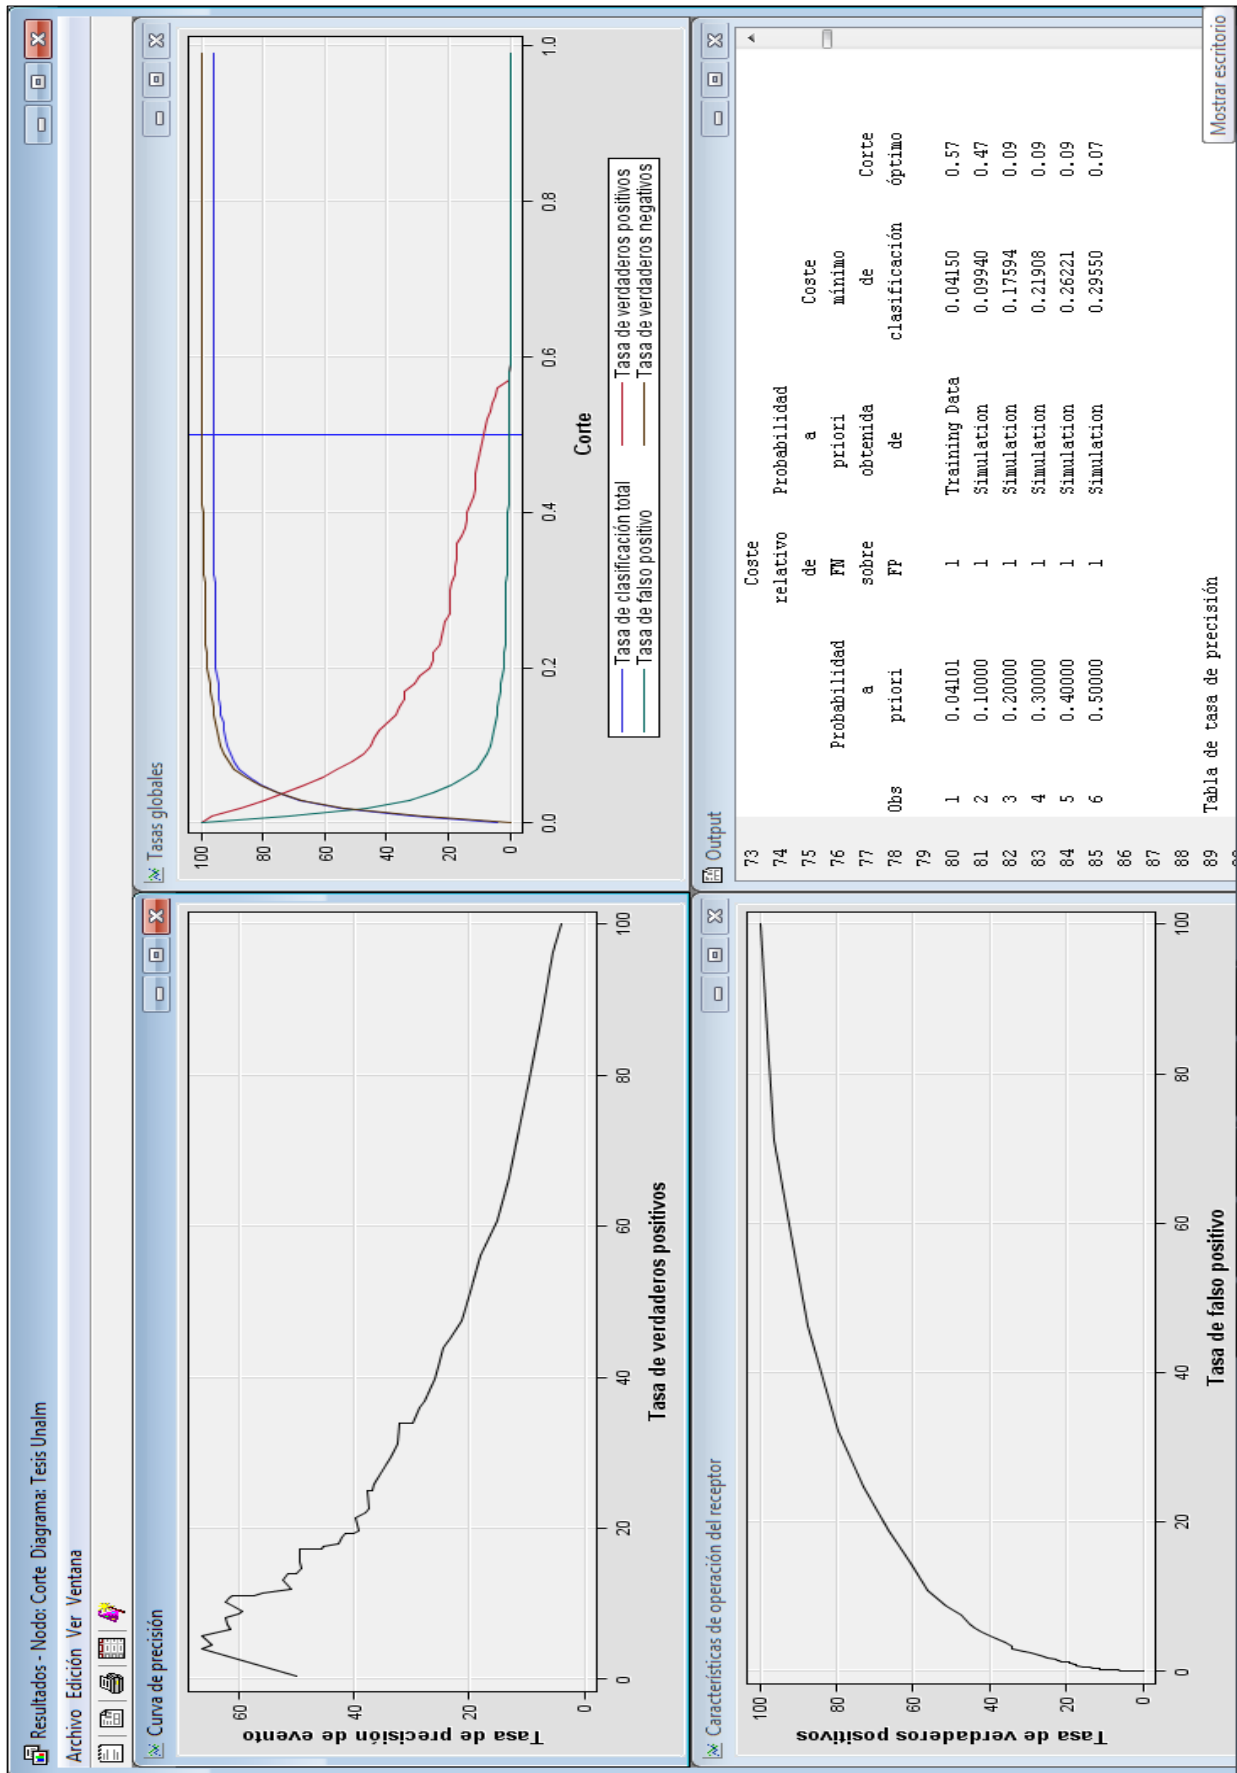 Resultados - Nodo: Corte Diagrama: Tesis Unalm
Archivo Edición Ver Ventana
Curva de precisión
Tasa de precisión de evento
60
40
20
0
0 20 40 60 80 100
Tasa de verdaderos positivos
Tasas globales
100
80
60
40
20
0
0.0 0.2 0.4 0.6 0.8 1.0
Corte
Tasa de clasificación total Tasa de verdaderos positivos
Tasa de falso positivo Tasa de verdaderos negativos
Características de operación del receptor
Tasa de verdaderos positivos
100
80
60
40
20
0
0 20 40 60 80 100
Tasa de falso positivo
Output
73 Coste
74 relativo Probabilidad
75 de a Coste
76 Probabilidad FN priori mínimo
77 a sobre obtenida de Corte
78 Obs priori FP de clasificación óptimo
79
80 1 0.04101 1 Training Data 0.04150 0.57
81 2 0.10000 1 Simulation 0.09940 0.47
82 3 0.20000 1 Simulation 0.17594 0.09
83 4 0.30000 1 Simulation 0.21908 0.09
84 5 0.40000 1 Simulation 0.26221 0.09
85 6 0.50000 1 Simulation 0.29550 0.07
86
87
88
89 Tabla de tasa de precisión
Mostrar escritorio